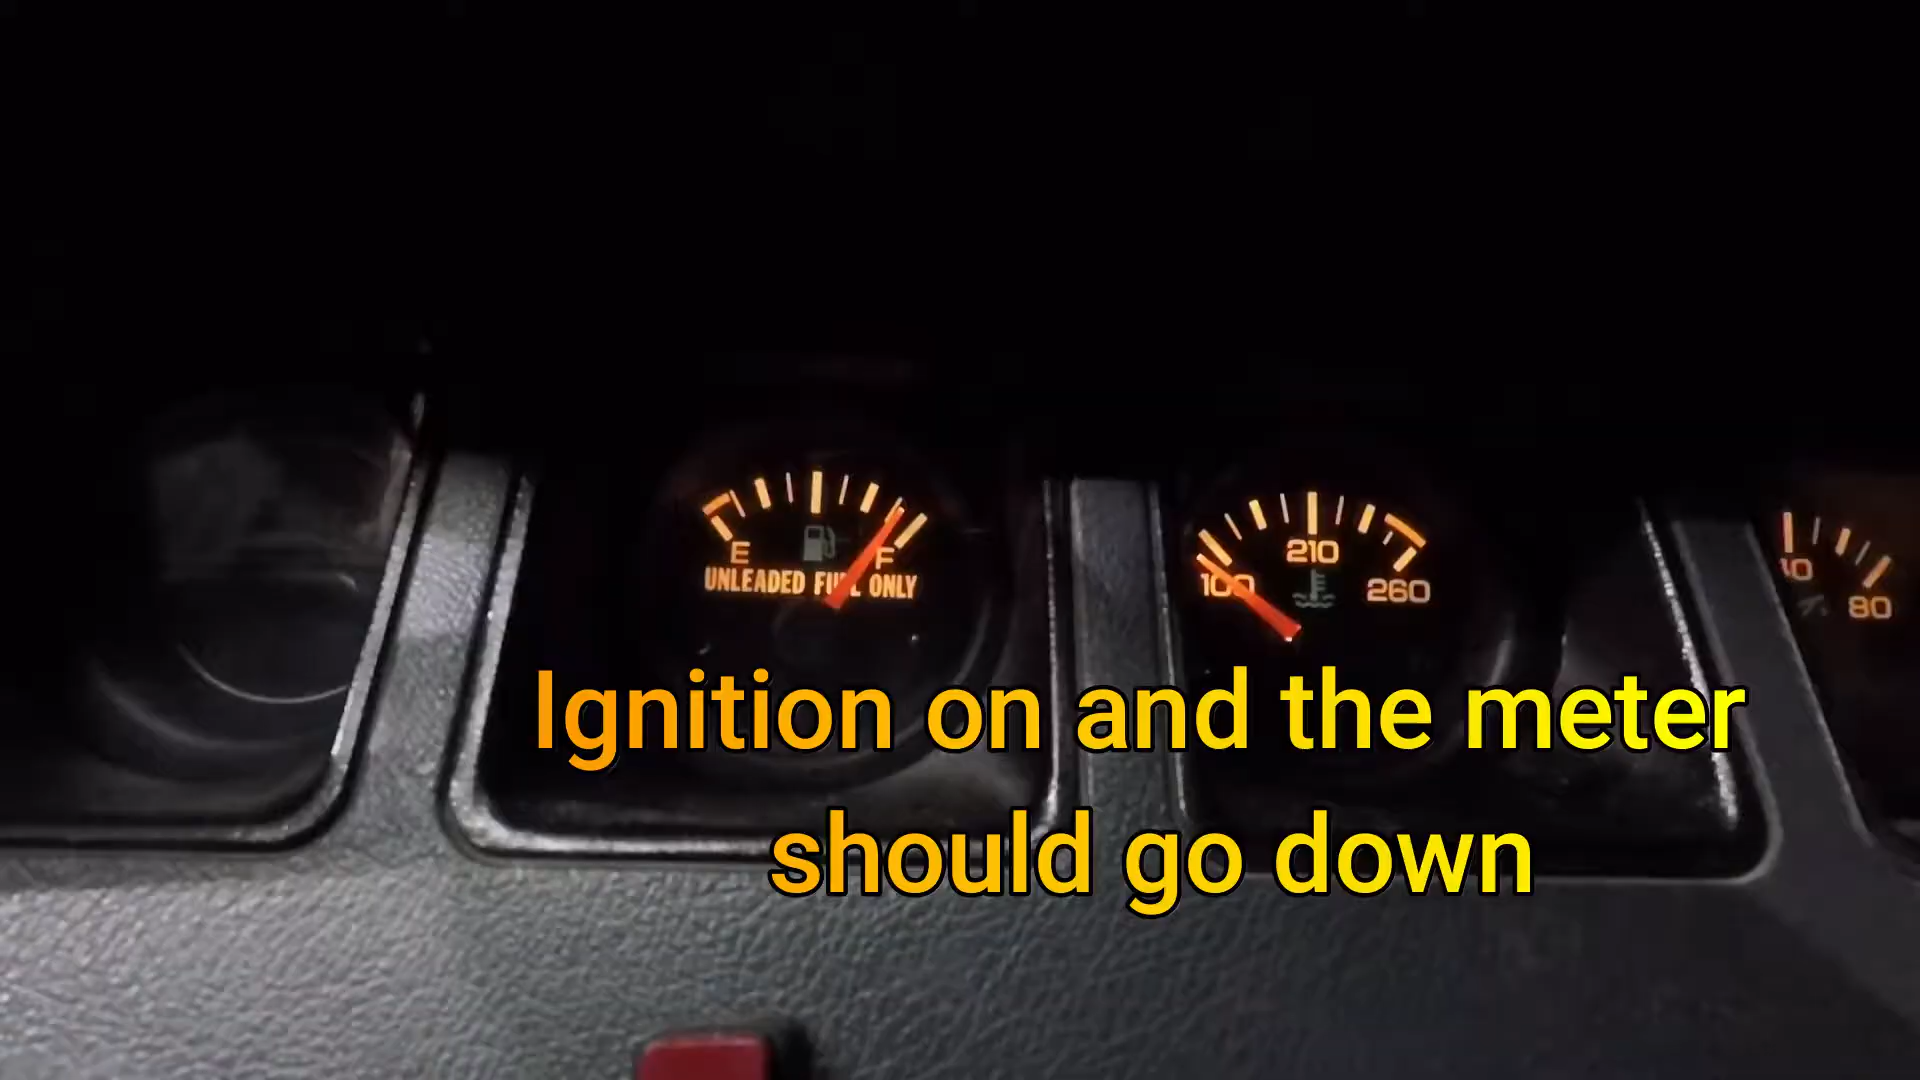 E F
UNLEADED FUEL ONLY
210
100 260
80
Ignition on and the meter
should go down